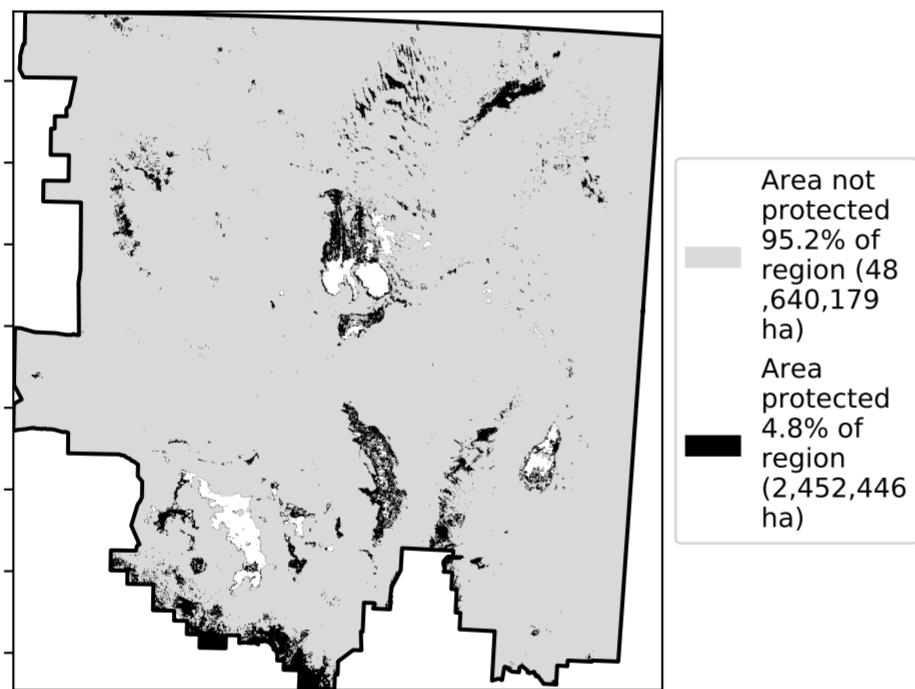 Area not
protected
95.2% of
region (48
,640,179
ha)
Area
protected
4.8% of
region
(2,452,446
ha)